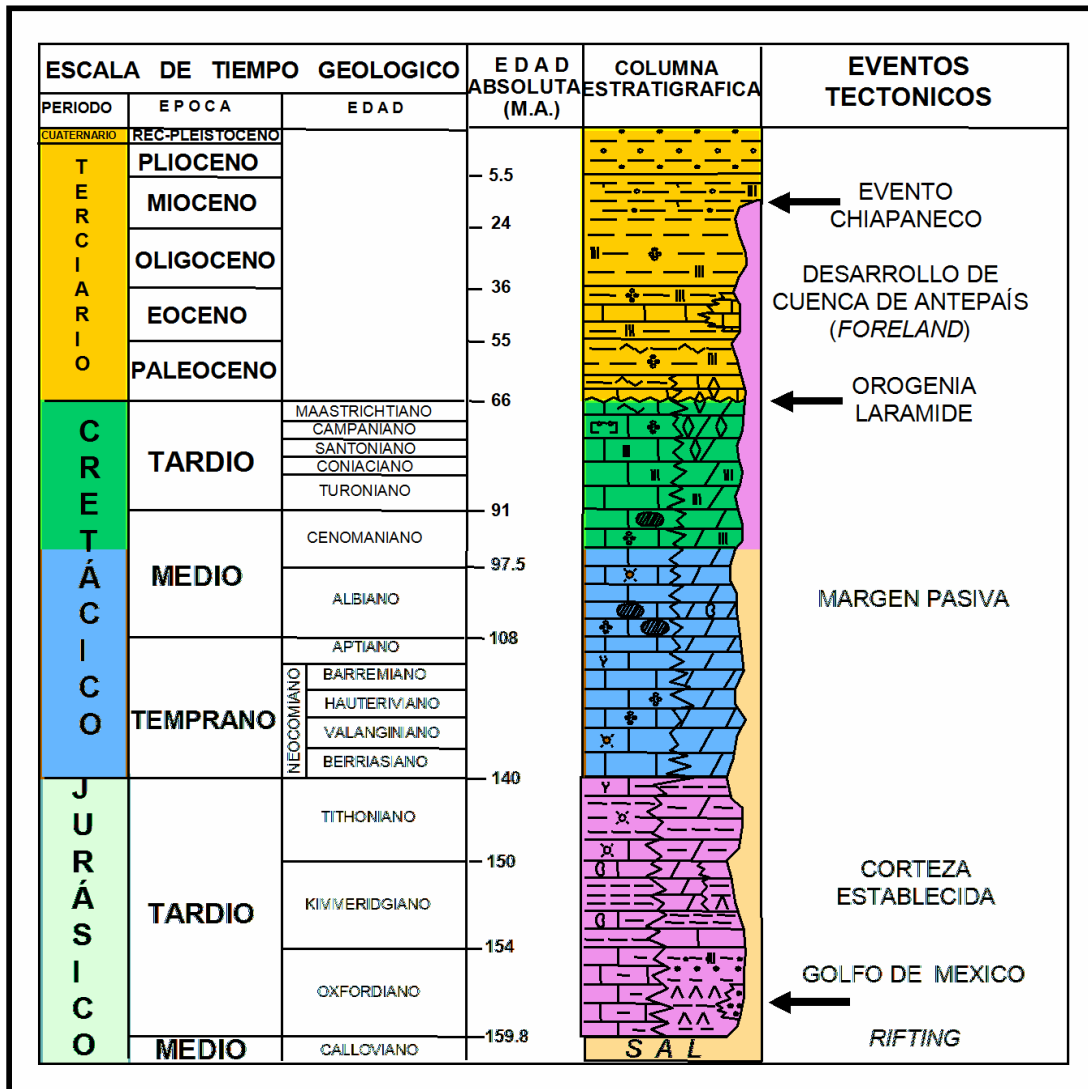 ESCALA DE TIEMPO GEOLOGICO
EDAD
ABSOLUTA
(M.A.)
COLUMNA
ESTRATIGRAFICA
EVENTOS
TECTONICOS
PERIODO
EPOCA
EDAD
CUATERNARIO
REC-PLEISTOCENO
TERCIARIO
PLIOCENO
5.5
MIOCENO
EVENTO
CHIAPANECO
24
OLIGOCENO
DESARROLLO DE
CUENCA DE ANTEPAÍS
(FORELAND)
36
EOCENO
55
PALEOCENO
66
OROGENIA
LARAMIDE
CRETÁCICO
TARDIO
MAASTRICHTIANO
CAMPANIANO
SANTONIANO
CONIACIANO
TURONIANO
91
MEDIO
CENOMANIANO
97.5
ALBIANO
MARGEN PASIVA
108
TEMPRANO
APTIANO
NEOCOMIANO
BARREMIANO
HAUTERIVIANO
VALANGINIANO
BERRIASIANO
140
JURÁSICO
TARDIO
TITHONIANO
150
KIMMERIDGIANO
CORTEZA
ESTABLECIDA
154
OXFORDIANO
GOLFO DE MEXICO
RIFTING
159.8
MEDIO
CALLOVIANO
SAL